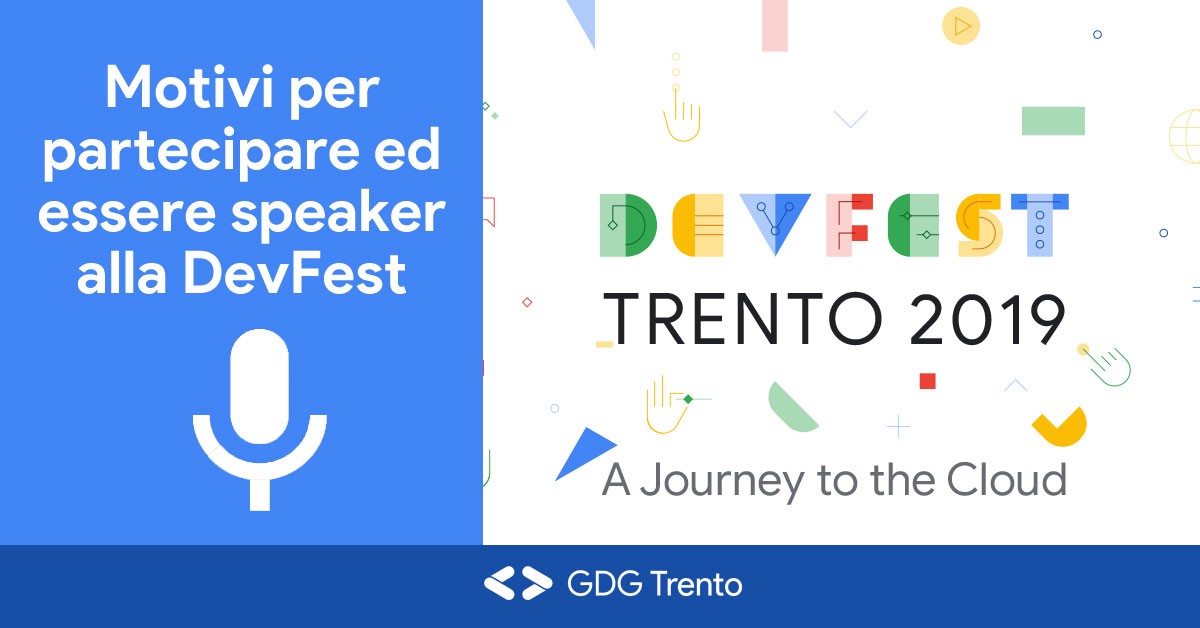 Motivi per
partecipare ed
essere speaker
alla DevFest
DEVFEST
TRENTO 2019
A Journey to the Cloud
GDG Trento